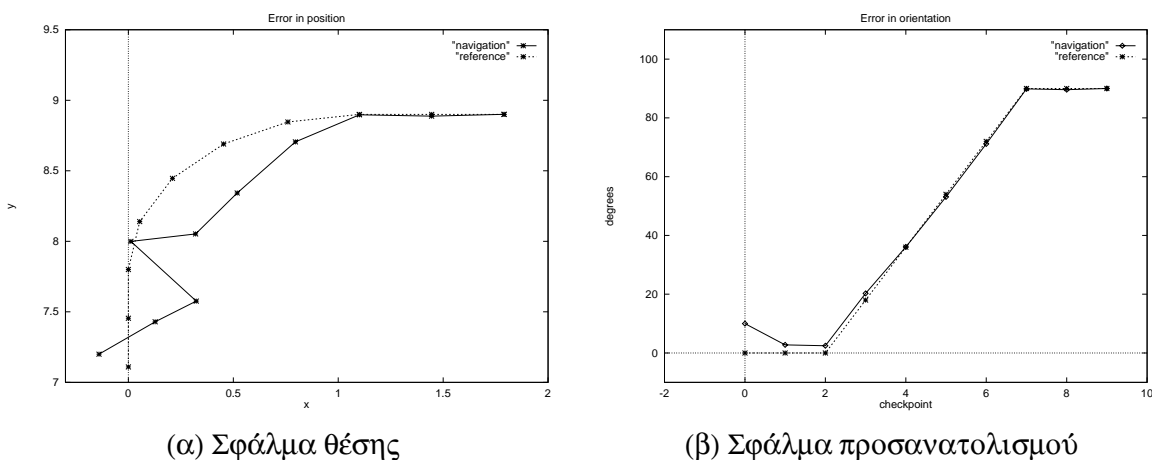 Error in position
9.5
"navigation"
"reference"
9
8.5
y
8
7.5
7
0
0.5
1
1.5
2
x
(α) Σφάλμα θέσης
Error in orientation
"navigation"
"reference"
100
80
60
degrees
40
20
0
-2
0
2
4
6
8
10
checkpoint
(β) Σφάλμα προσανατολισμού